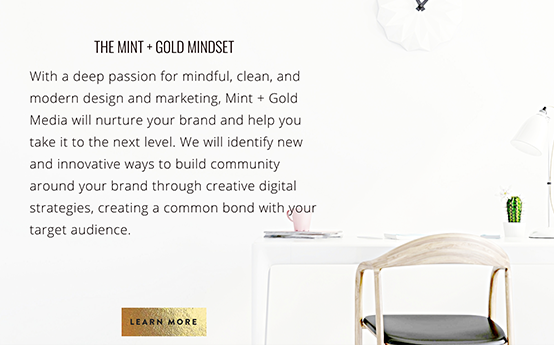 THE MINT + GOLD MINDSET
With a deep passion for mindful, clean, and
modern design and marketing, Mint + Gold
Media will nurture your brand and help you
take it to the next level. We will identify new
and innovative ways to build community
around your brand through creative digital
strategies, creating a common bond with your
target audience.
LEARN MORE